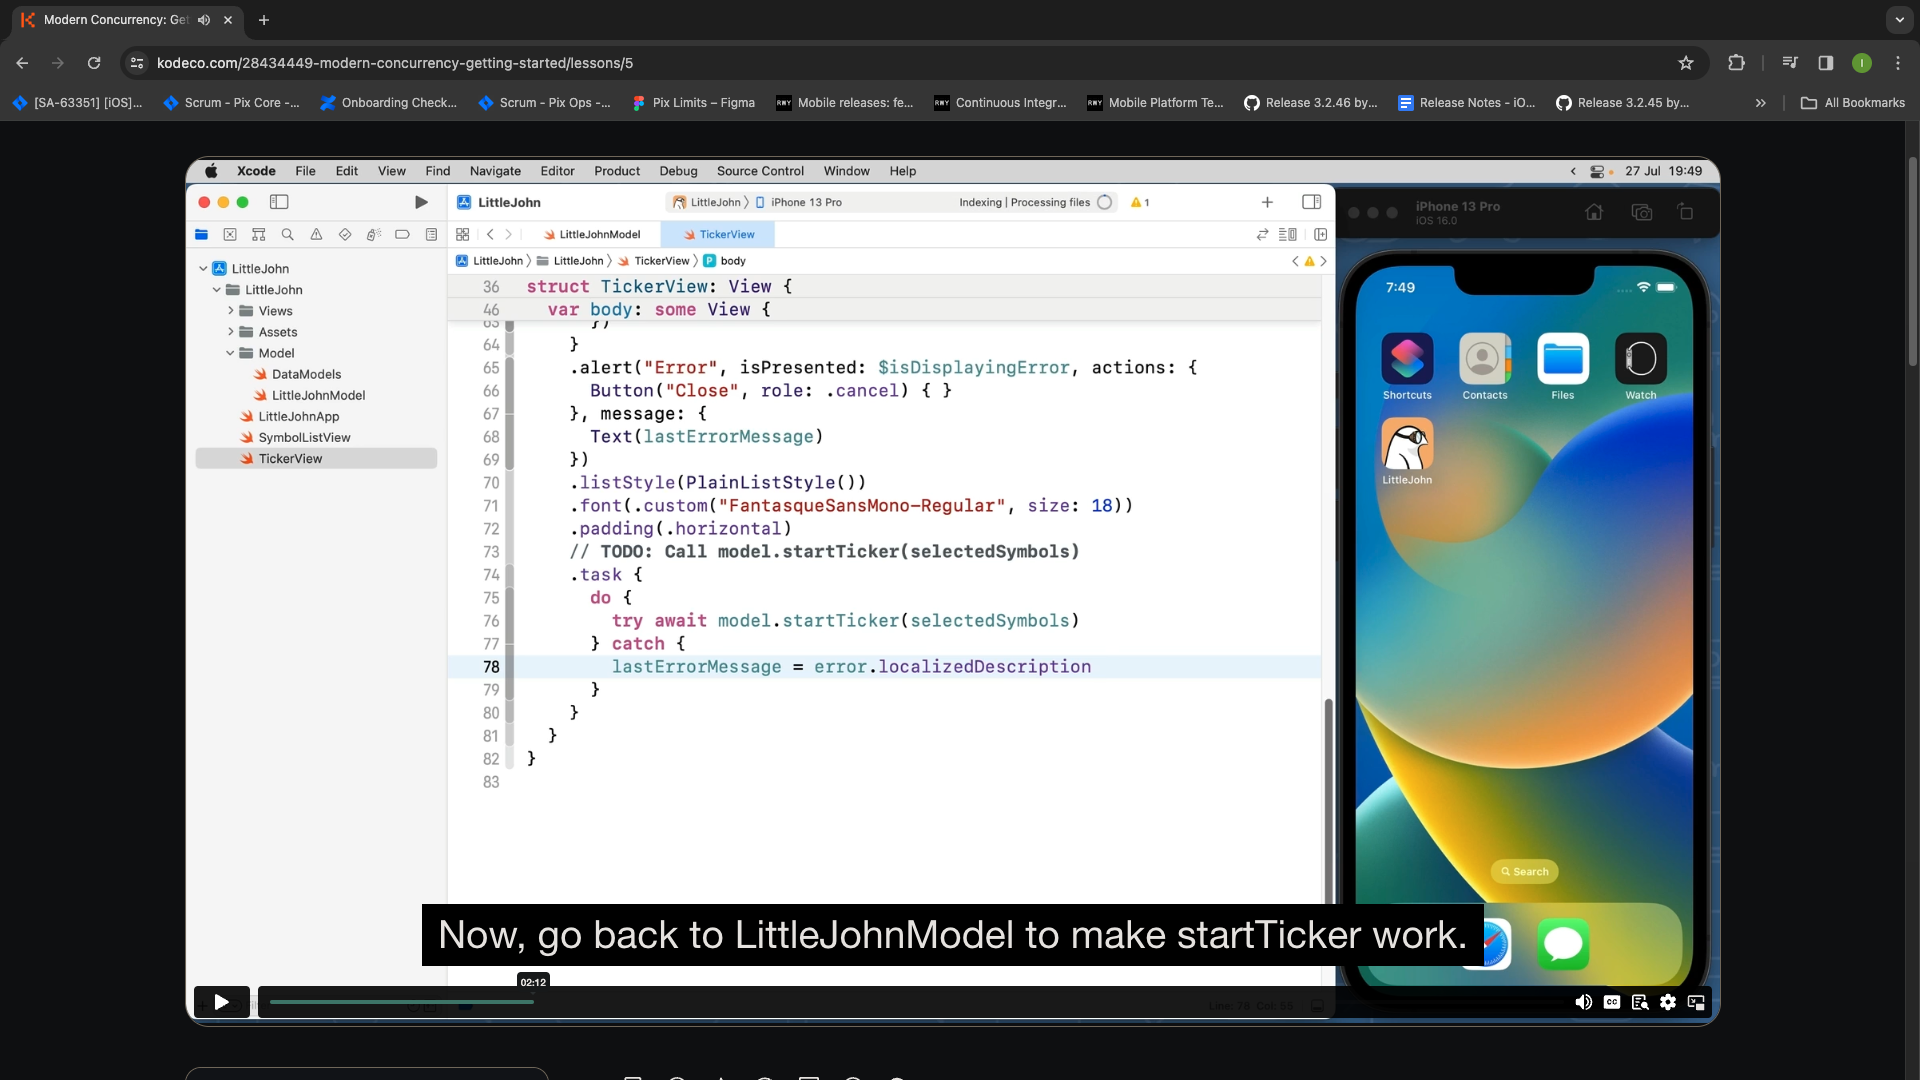 Modern Concurrency: Get
kodeco.com/28434449-modern-concurrency-getting-started/lessons/5
[SA-63351] [iOS]...
Scrum - Pix Core -...
Onboarding Check...
Scrum - Pix Ops -...
Pix Limits – Figma
Mobile releases: fe...
Continuous Integr...
Mobile Platform Te...
Release 3.2.46 by...
Release Notes - iO...
Release 3.2.45 by...
All Bookmarks
Xcode File Edit View Find Navigate Editor Product Debug Source Control Window Help
27 Jul 19:49
LittleJohn
LittleJohn
iPhone 13 Pro
Indexing | Processing files
1
iPhone 13 Pro
iOS 16.0
LittleJohnModel
TickerView
LittleJohn
LittleJohn
TickerView
body
LittleJohn
LittleJohn
Views
Assets
Model
DataModels
LittleJohnModel
LittleJohnApp
SymbolListView
TickerView
36 struct TickerView: View {
46 var body: some View {
63 })
64 }
65 .alert("Error", isPresented: $isDisplayingError, actions: {
66 Button("Close", role: .cancel) { }
67 }, message: {
68 Text(lastErrorMessage)
69 })
70 .listStyle(PlainListStyle())
71 .font(.custom("FantasqueSansMono-Regular", size: 18))
72 .padding(.horizontal)
73 // TODO: Call model.startTicker(selectedSymbols)
74 .task {
75 do {
76 try await model.startTicker(selectedSymbols)
77 } catch {
78 lastErrorMessage = error.localizedDescription
79 }
80 }
81 }
82 }
83
7:49
Shortcuts
Contacts
Files
Watch
LittleJohn
Search
Now, go back to LittleJohnModel to make startTicker work.
02:12
CC